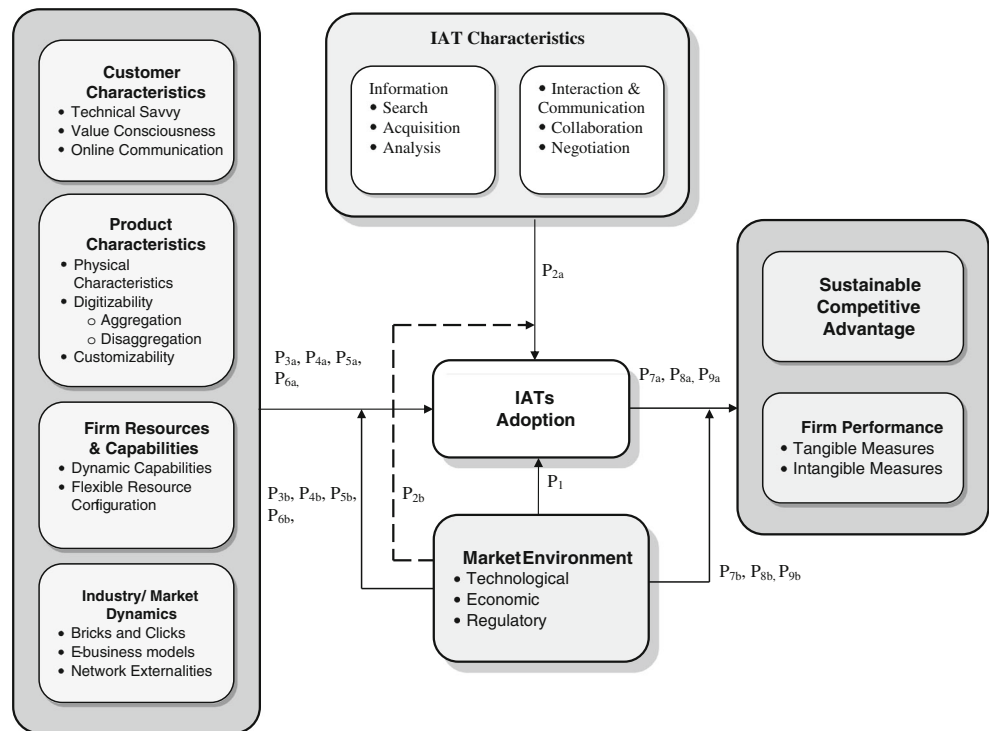 Customer
Characteristics
• Technical Savvy
• Value Consciousness
• Online Communication
Product
Characteristics
• Physical
Characteristics
• Digitizability
o Aggregation
o Disaggregation
• Customizability
Firm Resources
& Capabilities
• Dynamic Capabilities
• Flexible Resource
Configuration
Industry/ Market
Dynamics
• Bricks and Clicks
• E-business models
• Network Externalities
IAT Characteristics
Information
• Search
• Acquisition
• Analysis
• Interaction &
Communication
• Collaboration
• Negotiation
P2a
P3a, P4a, P5a,
P6a,
IATs
Adoption
P7a, P8a, P9a
P3b, P4b, P5b,
P6b,
P2b
P1
Market Environment
• Technological
• Economic
• Regulatory
P7b, P8b, P9b
Sustainable
Competitive
Advantage
Firm Performance
• Tangible Measures
• Intangible Measures